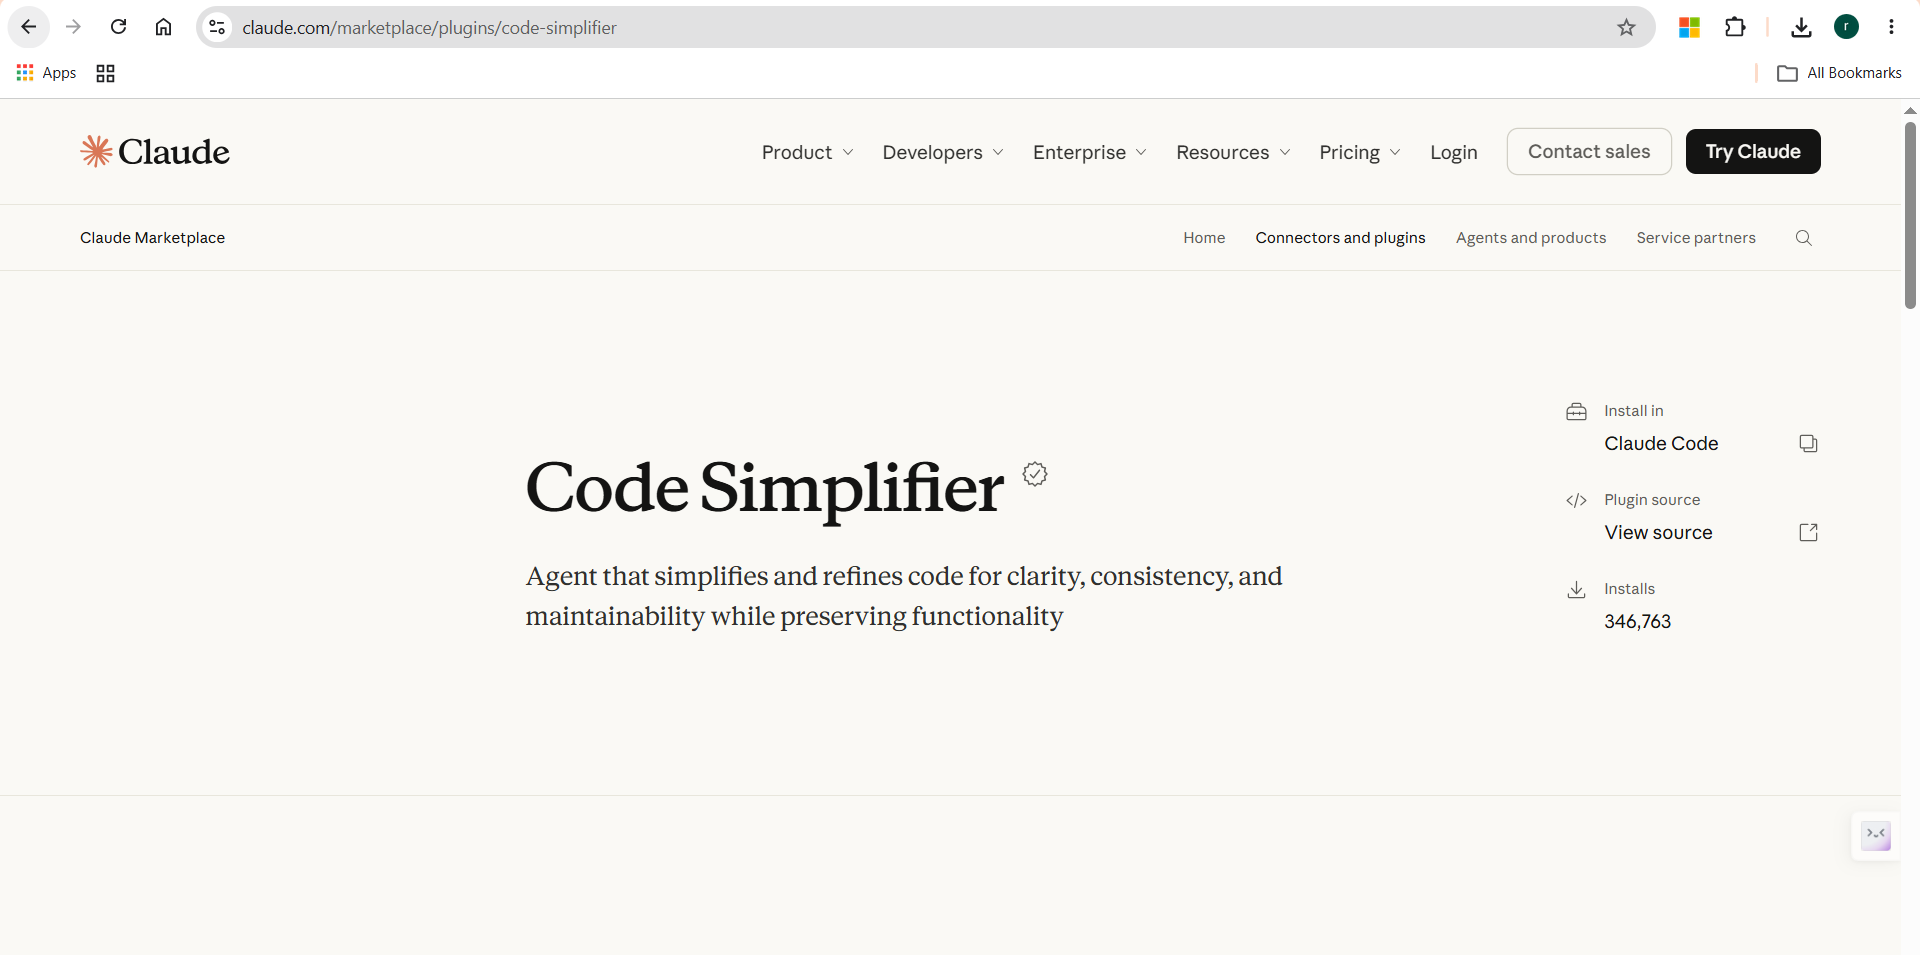 claude.com/marketplace/plugins/code-simplifier
r
Apps
All Bookmarks
Claude
Product
Developers
Enterprise
Resources
Pricing
Login
Contact sales
Try Claude
Claude Marketplace
Home
Connectors and plugins
Agents and products
Service partners
Code Simplifier
Agent that simplifies and refines code for clarity, consistency, and
maintainability while preserving functionality
Install in
Claude Code
Plugin source
View source
Installs
346,763